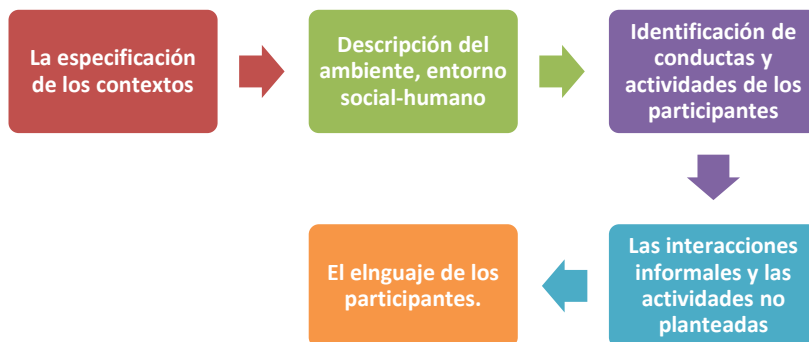 La especificación
de los contextos
Descripción del
ambiente, entorno
social-humano
Identificación de
conductas y
actividades de los
participantes
Las interacciones
informales y las
actividades no
planteadas
El elnguaje de los
participantes.